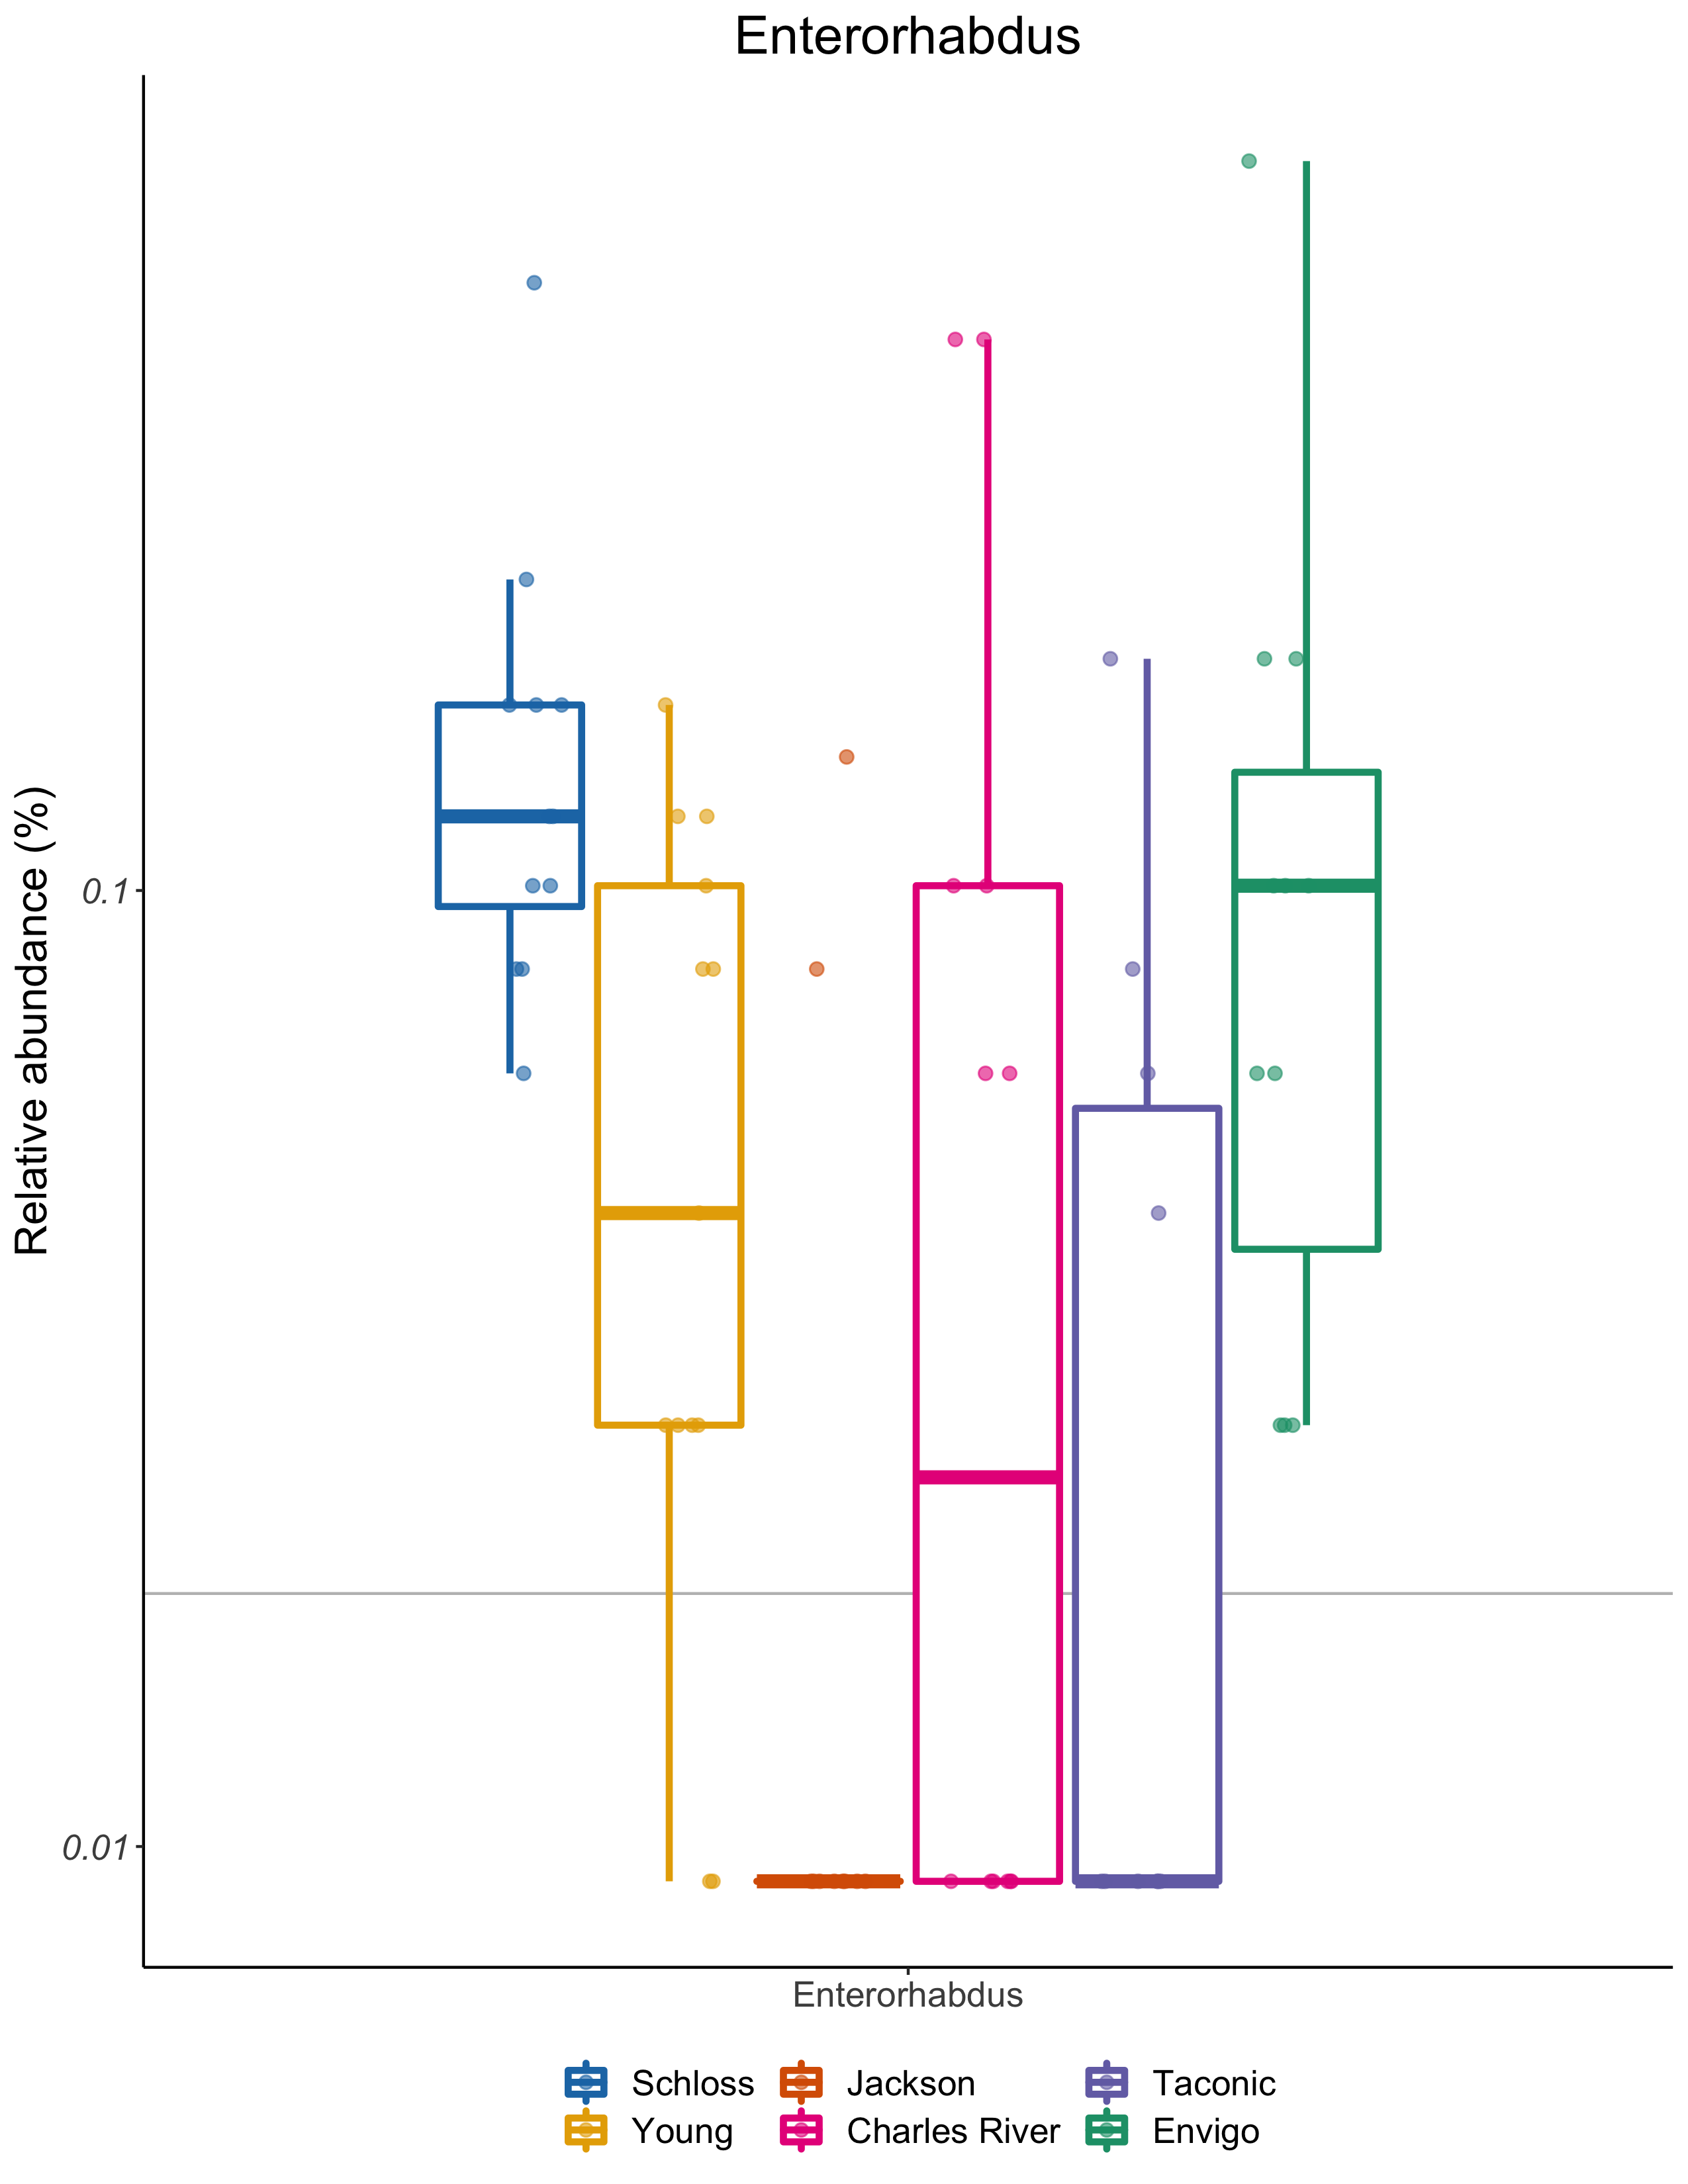 Enterorhabdus
Relative abundance (%)
0.1
0.01
Enterorhabdus
Schloss Jackson Taconic
Young Charles River Envigo